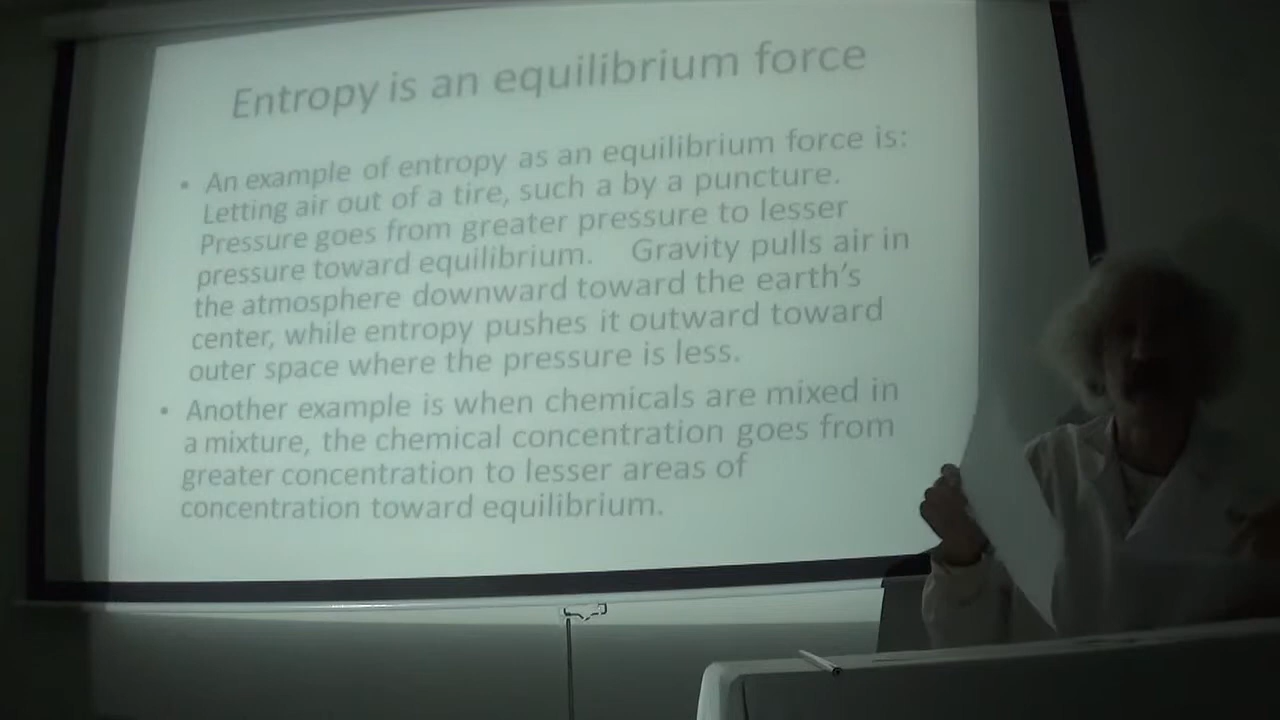 Entropy is an equilibrium force
• An example of entropy as an equilibrium force is:
Letting air out of a tire, such a by a puncture.
Pressure goes from greater pressure to lesser
pressure toward equilibrium. Gravity pulls air in
the atmosphere downward toward the earth's
center, while entropy pushes it outward toward
outer space where the pressure is less.
• Another example is when chemicals are mixed in
a mixture, the chemical concentration goes from
greater concentration to lesser areas of
concentration toward equilibrium.